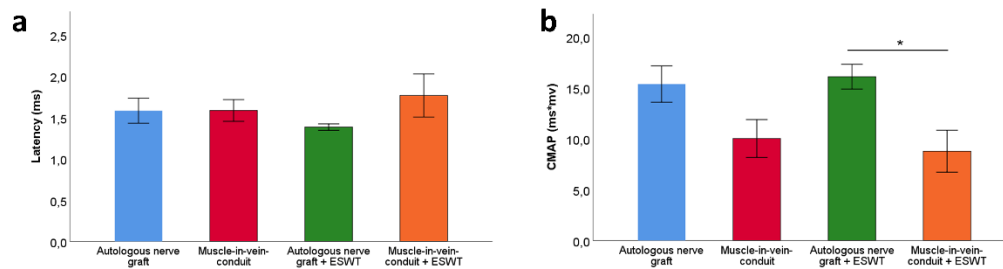 a
Latency (ms)
2,5
2,0
1,5
1,0
0,5
0,0
Autologous nerve
graft
Muscle-in-vein-
conduit
Autologous nerve
graft + ESWT
Muscle-in-vein-
conduit + ESWT
b
CMAP (ms*mv)
20,0
15,0
10,0
5,0
0,0
*
Autologous nerve
graft
Muscle-in-vein-
conduit
Autologous nerve
graft + ESWT
Muscle-in-vein-
conduit + ESWT